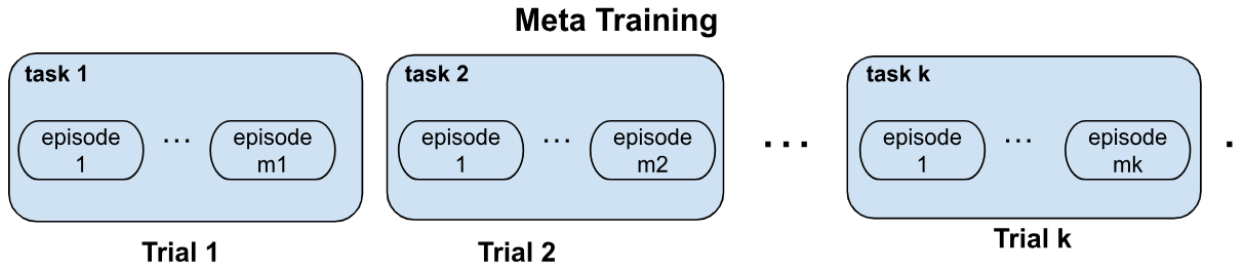 Meta Training
task 1
task 2
task k
episode
1
...
episode
m1
episode
1
...
episode
m2
...
episode
1
...
episode
mk
.
Trial 1
Trial 2
Trial k